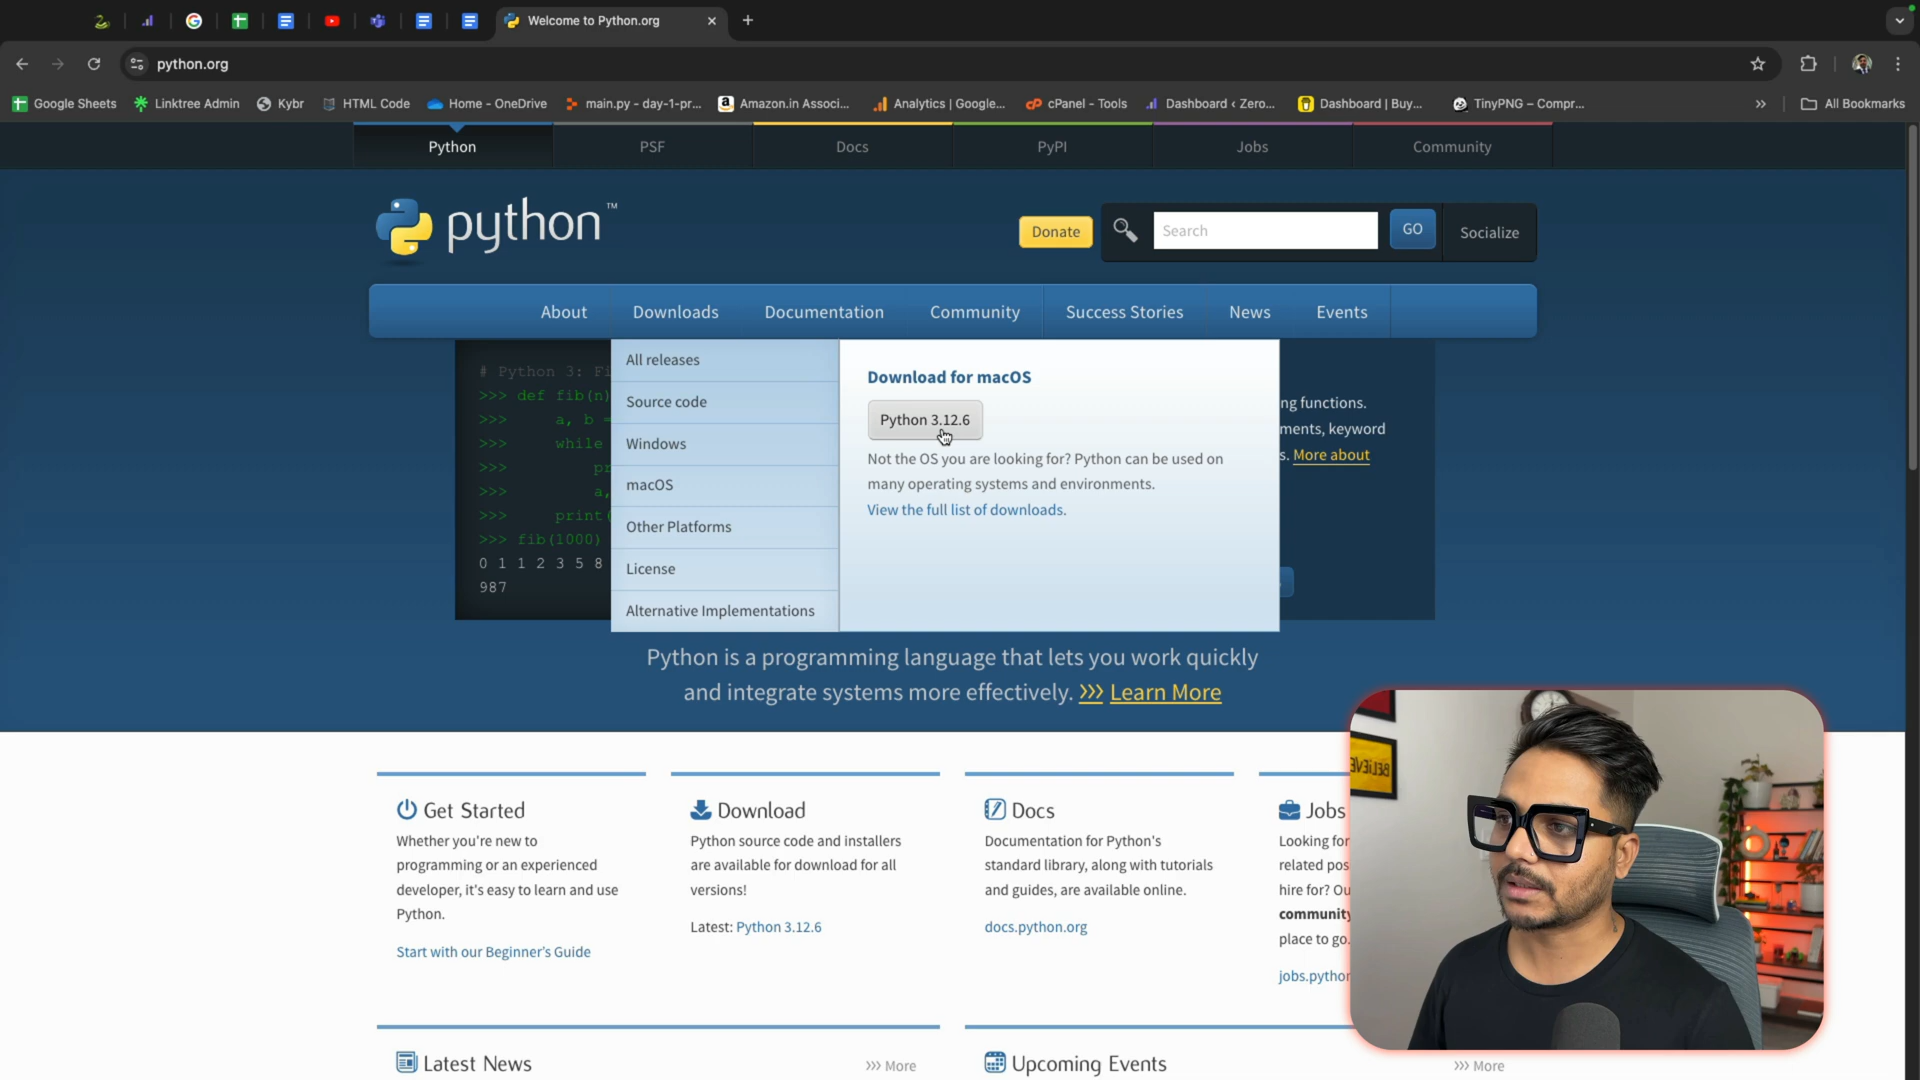 Welcome to Python.org
python.org
Google Sheets
Linktree Admin
Kybr
HTML Code
Home - OneDrive
main.py - day-1-pr...
Amazon.in Associ...
Analytics | Google...
cPanel - Tools
Dashboard ‹ Zero...
Dashboard | Buy...
TinyPNG – Compr...
All Bookmarks
Python
PSF
Docs
PyPI
Jobs
Community
python™
Donate
Search
GO
Socialize
About
Downloads
Documentation
Community
Success Stories
News
Events
# Python 3: Fi
>>> def fib(n)
>>> a, b =
>>> while
>>> pr
>>> a,
>>> print(
>>> fib(1000)
0 1 1 2 3 5 8
987
All releases
Source code
Windows
macOS
Other Platforms
License
Alternative Implementations
Download for macOS
Python 3.12.6
Not the OS you are looking for? Python can be used on
many operating systems and environments.
View the full list of downloads.
ng functions.
ments, keyword
s. More about
Python is a programming language that lets you work quickly
and integrate systems more effectively. >>> Learn More
Get Started
Whether you're new to
programming or an experienced
developer, it's easy to learn and use
Python.
Start with our Beginner's Guide
Download
Python source code and installers
are available for download for all
versions!
Latest: Python 3.12.6
Docs
Documentation for Python's
standard library, along with tutorials
and guides, are available online.
docs.python.org
Jobs
Looking for
related pos
hire for? Ou
community
place to go.
jobs.python
BELIEVE
Latest News
>>> More
Upcoming Events
>>> More